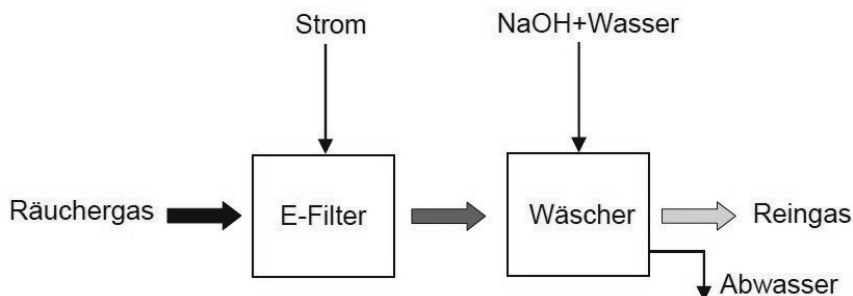 Strom
NaOH+Wasser
Räuchergas
E-Filter
Wäscher
Reingas
Abwasser